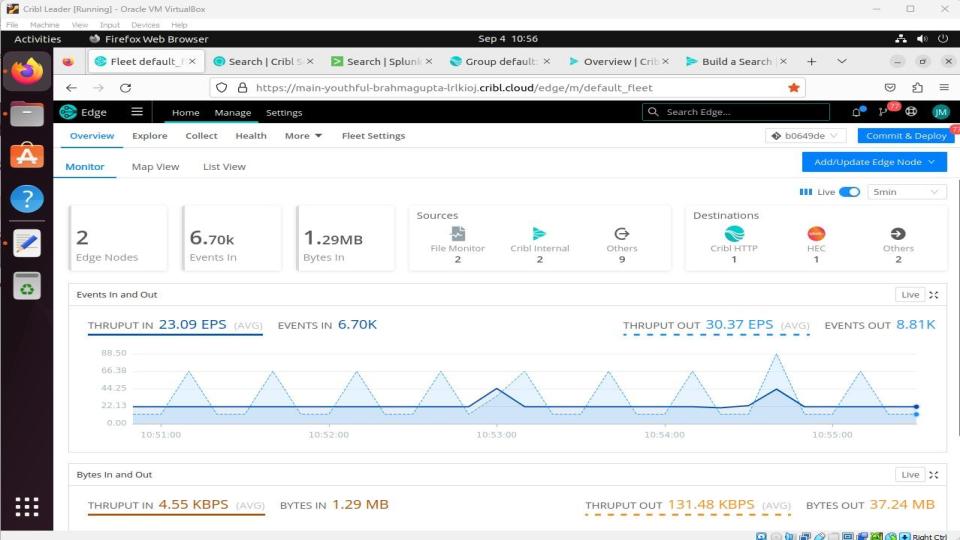 Cribl Leader [Running] - Oracle VM VirtualBox
File Machine View Input Devices Help
Activities Firefox Web Browser Sep 4 10:56
Fleet default_f Search | Cribl S Search | Splunk Group default: Overview | Crib Build a Search
https://main-youthful-brahmagupta-lrlkioj.cribl.cloud/edge/m/default_fleet
Edge Home Manage Settings Search Edge... 77 JM
Overview Explore Collect Health More Fleet Settings b0649de Commit & Deploy 77
Monitor Map View List View Add/Update Edge Node
Live 5min
2 Edge Nodes
6.70k Events In
1.29MB Bytes In
Sources
File Monitor Cribl Internal Others
2 2 9
Destinations
Cribl HTTP HEC Others
1 1 2
Events In and Out Live
THRUPUT IN 23.09 EPS (AVG) EVENTS IN 6.70K THRUPUT OUT 30.37 EPS (AVG) EVENTS OUT 8.81K
88.50
66.38
44.25
22.13
0.00
10:51:00 10:52:00 10:53:00 10:54:00 10:55:00
Bytes In and Out Live
THRUPUT IN 4.55 KBPS (AVG) BYTES IN 1.29 MB THRUPUT OUT 131.48 KBPS (AVG) BYTES OUT 37.24 MB
Right Ctrl